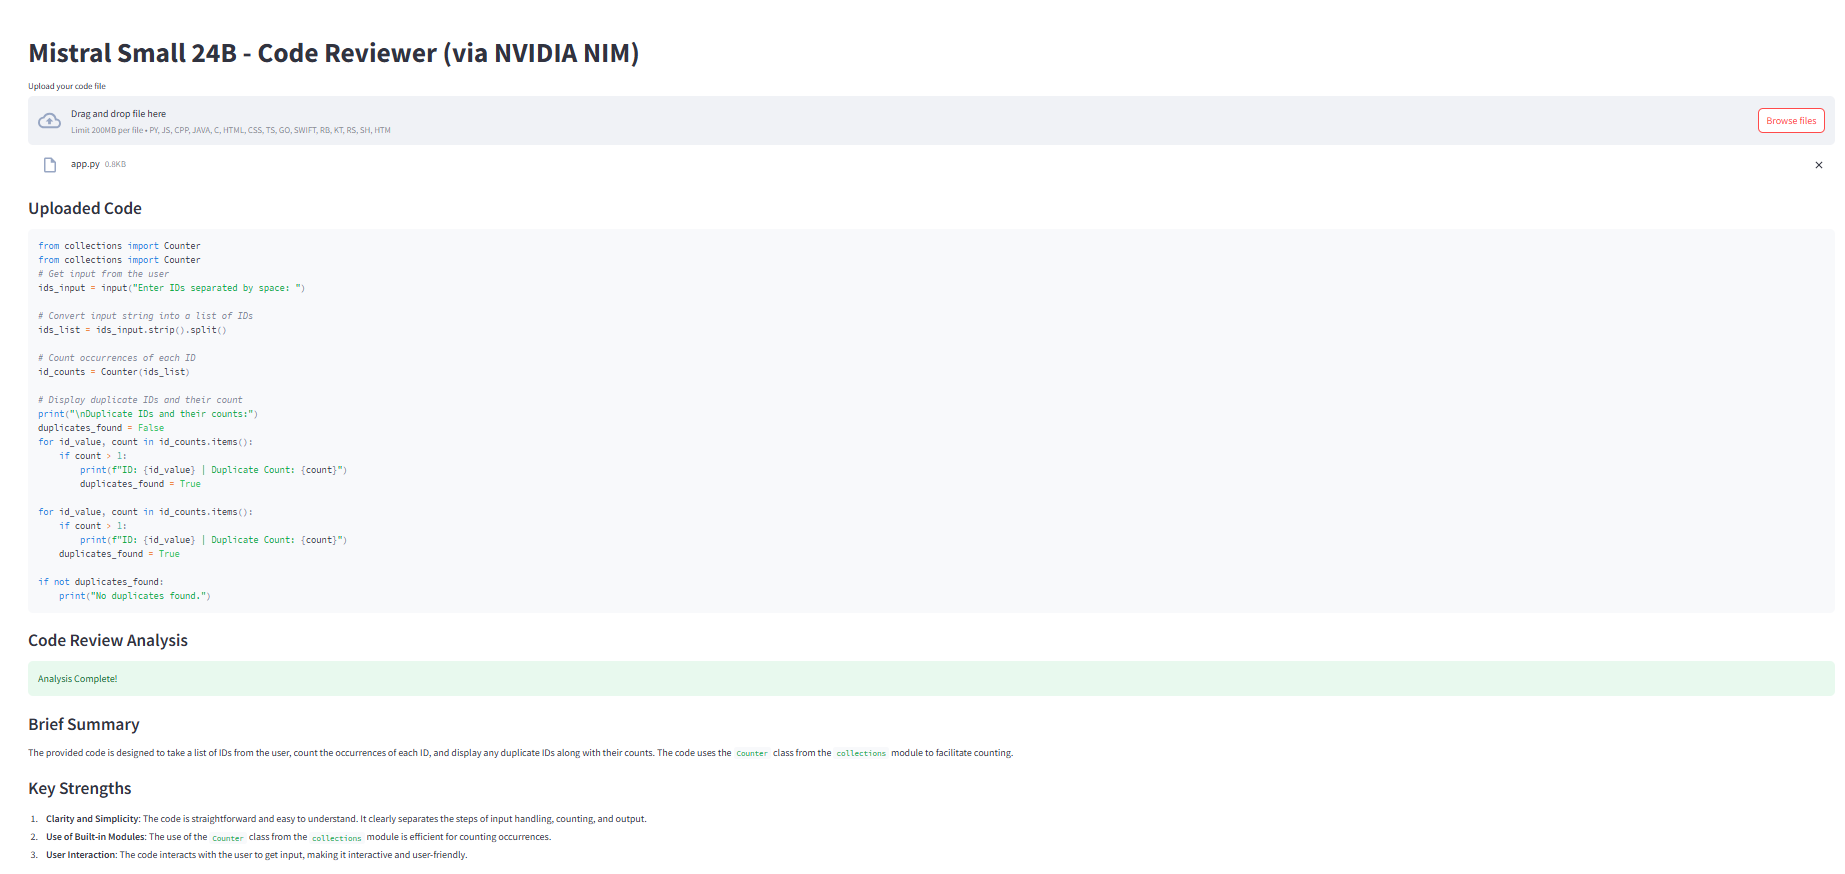 Mistral Small 24B - Code Reviewer (via NVIDIA NIM)
Upload your code file
Drag and drop file here
Limit 200MB per file • PY, JS, CPP, JAVA, C, HTML, CSS, TS, GO, SWIFT, RB, KT, RS, SH, HTM
Browse files
app.py 0.8KB
Uploaded Code
from collections import Counter
from collections import Counter
# Get input from the user
ids_input = input("Enter IDs separated by space: ")
# Convert input string into a list of IDs
ids_list = ids_input.strip().split()
# Count occurrences of each ID
id_counts = Counter(ids_list)
# Display duplicate IDs and their count
print("\nDuplicate IDs and their counts:")
duplicates_found = False
for id_value, count in id_counts.items():
    if count > 1:
        print(f"ID: {id_value} | Duplicate Count: {count}")
        duplicates_found = True
for id_value, count in id_counts.items():
    if count > 1:
        print(f"ID: {id_value} | Duplicate Count: {count}")
    duplicates_found = True
if not duplicates_found:
    print("No duplicates found.")
Code Review Analysis
Analysis Complete!
Brief Summary
The provided code is designed to take a list of IDs from the user, count the occurrences of each ID, and display any duplicate IDs along with their counts. The code uses the Counter class from the collections module to facilitate counting.
Key Strengths
1. Clarity and Simplicity: The code is straightforward and easy to understand. It clearly separates the steps of input handling, counting, and output.
2. Use of Built-in Modules: The use of the Counter class from the collections module is efficient for counting occurrences.
3. User Interaction: The code interacts with the user to get input, making it interactive and user-friendly.